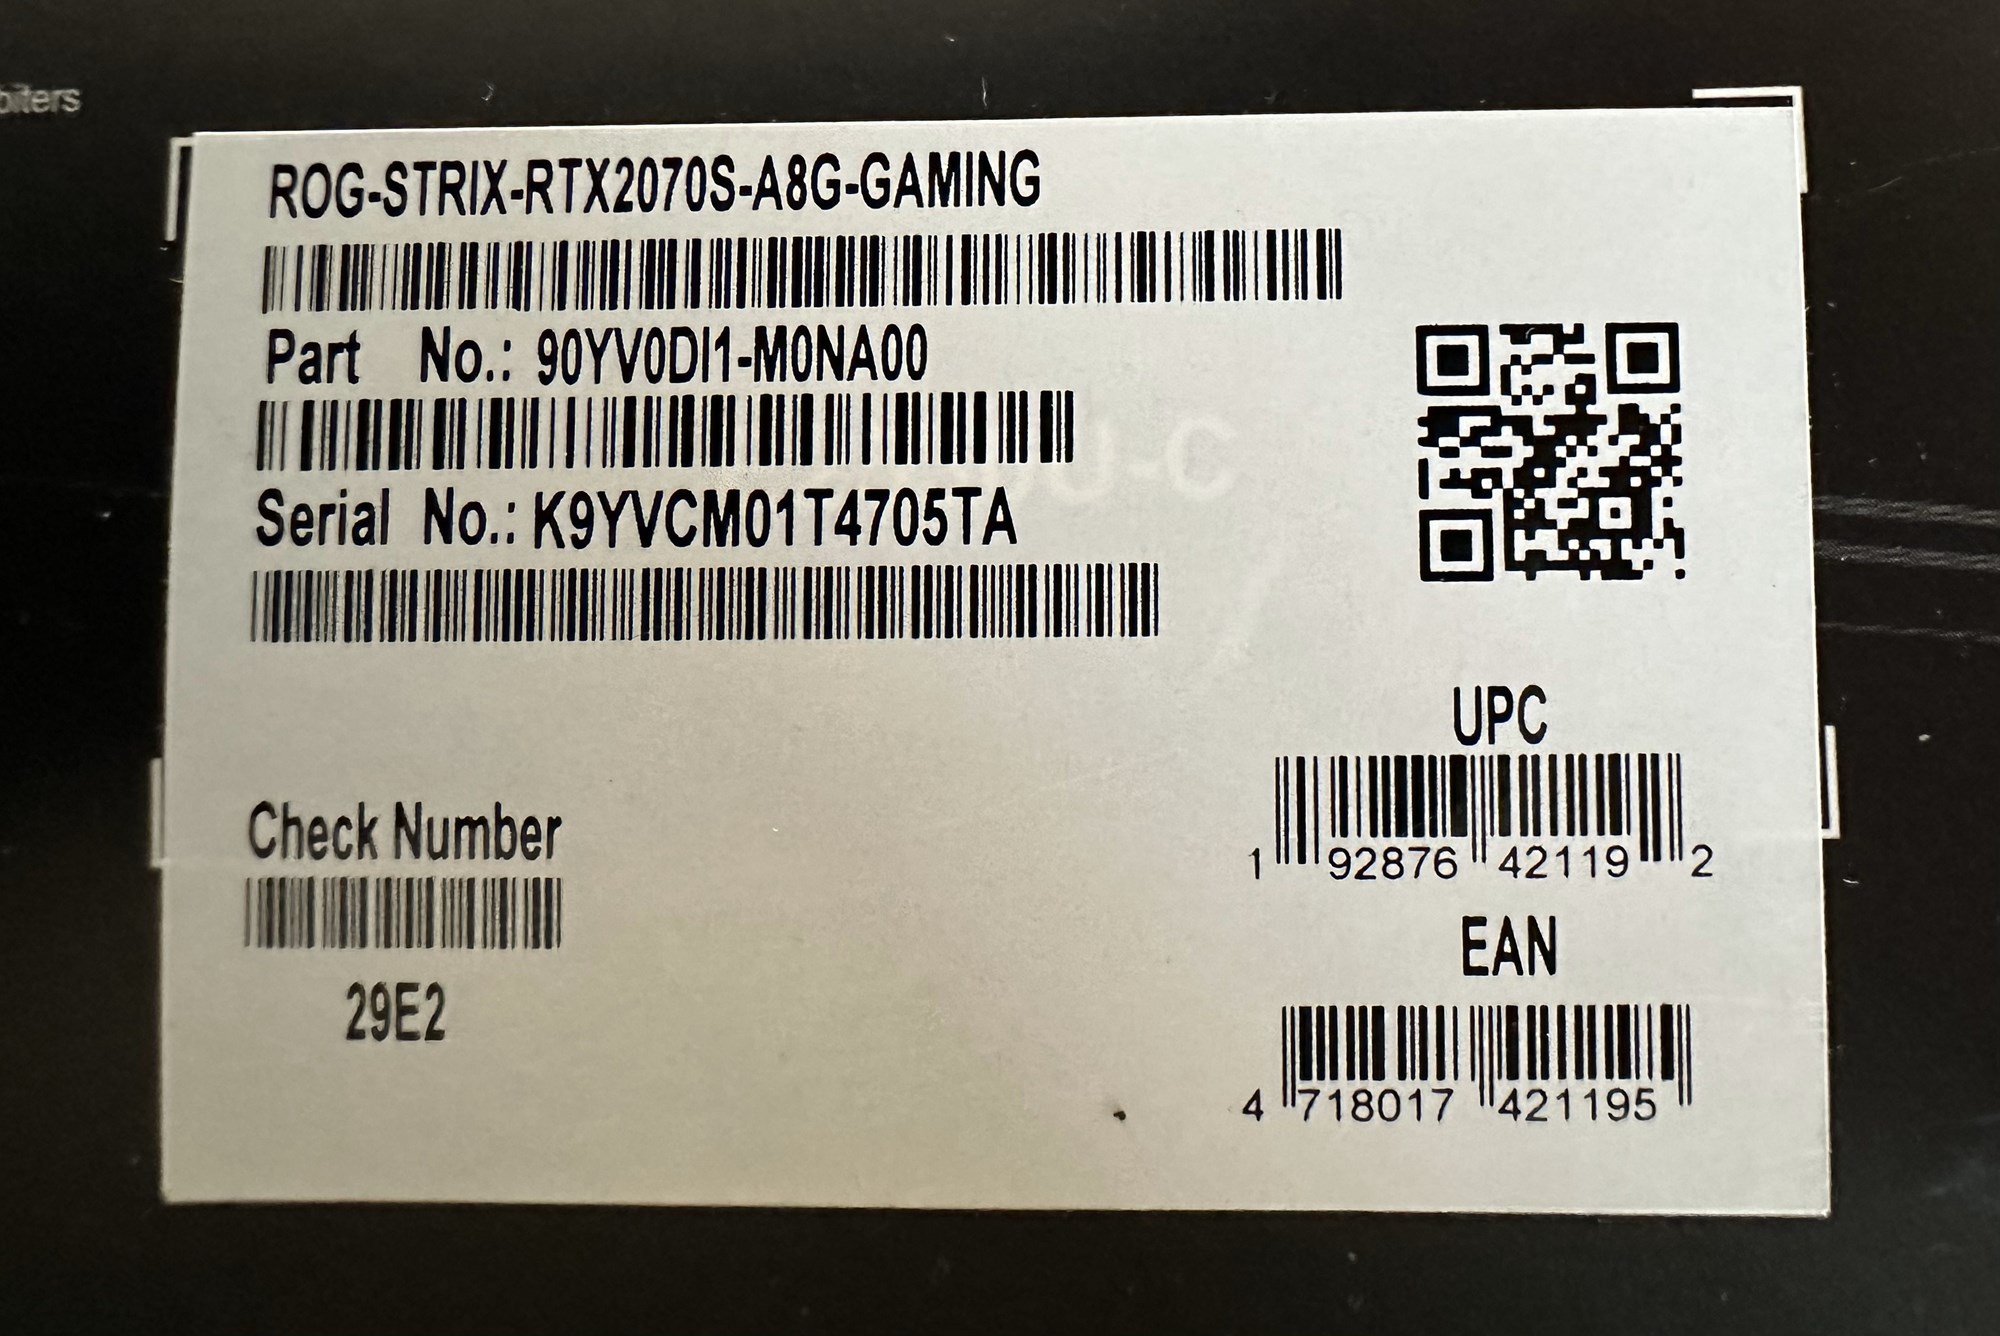 ROG-STRIX-RTX2070S-A8G-GAMING
Part No.: 90YV0DI1-M0NA00
Serial No.: K9YVCM01T4705TA
UPC
1 92876 42119 2
Check Number
29E2
EAN
4 718017 421195